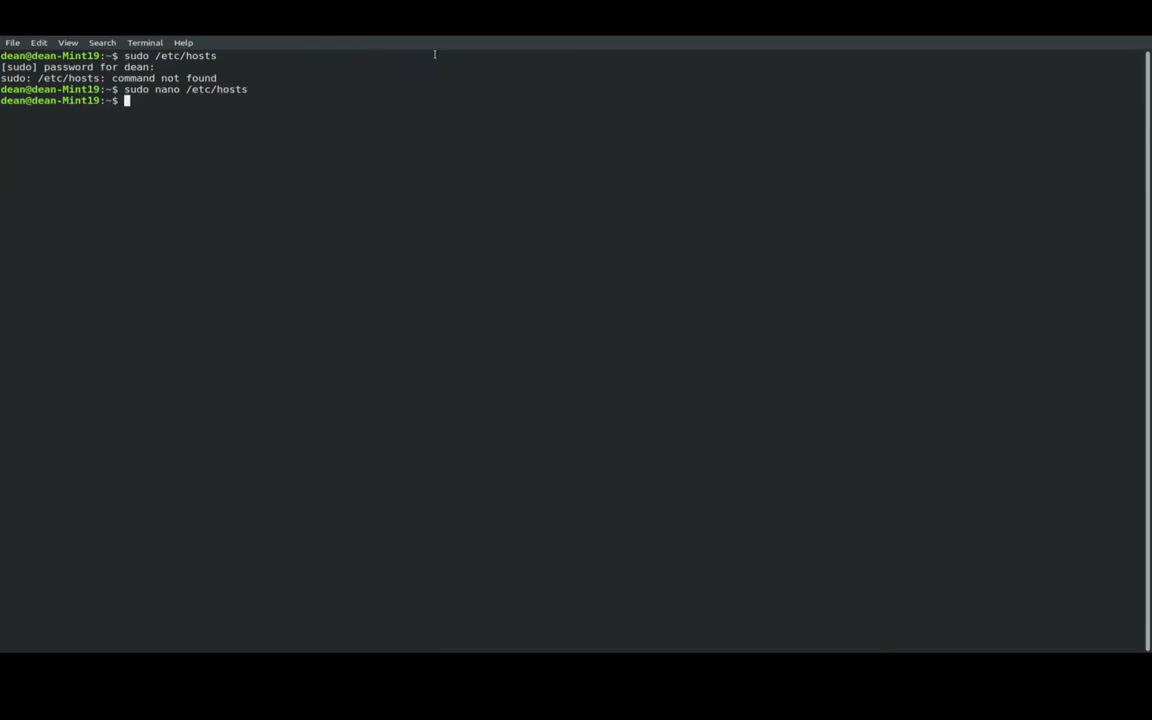 File Edit View Search Terminal Help
dean@dean-Mint19:~$ sudo /etc/hosts
[sudo] password for dean:
sudo: /etc/hosts: command not found
dean@dean-Mint19:~$ sudo nano /etc/hosts
dean@dean-Mint19:~$